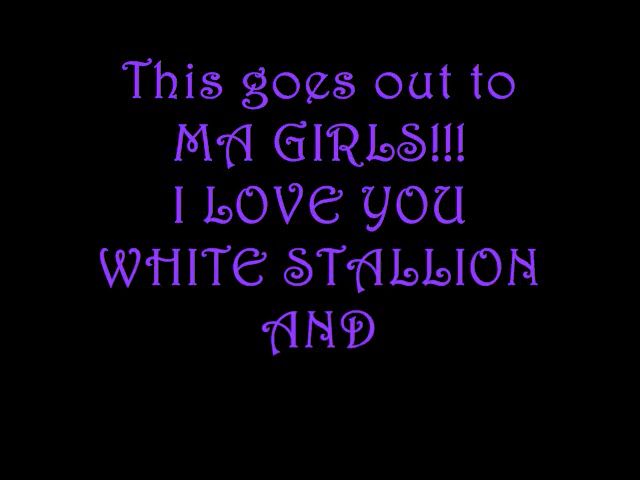 This goes out to
MA GIRLS!!!
I LOVE YOU
WHITE STALLION
AND